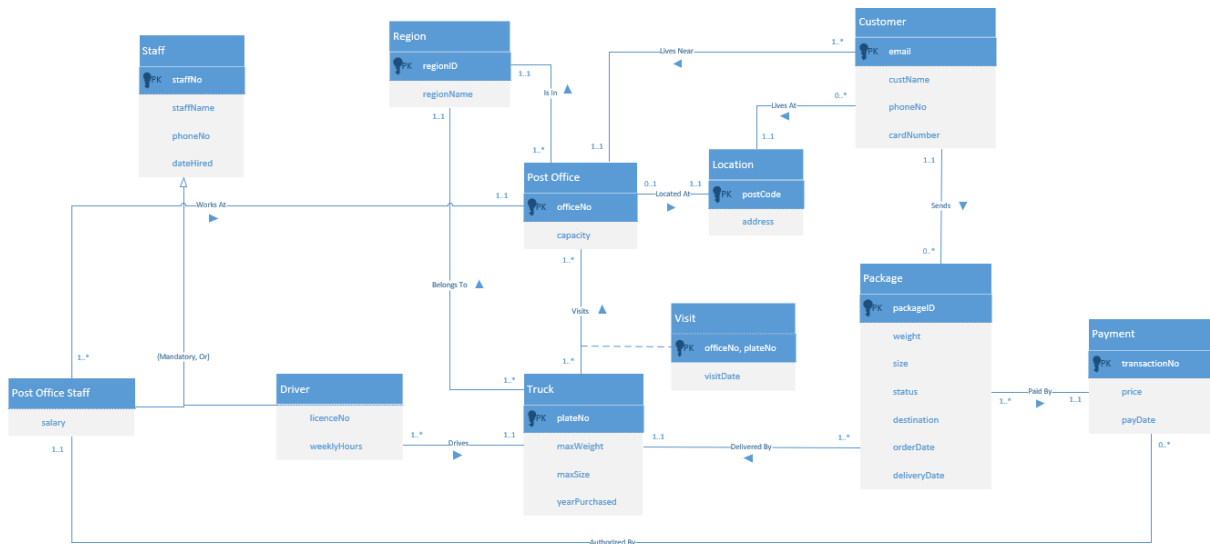 Staff
PK staffNo
staffName
phoneNo
dateHired
Region
PK regionID
regionName
1..1
Is In
1..*
1..1
Customer
PK email
custName
phoneNo
cardNumber
1..*
Lives Near
1..1
0..*
Lives At
1..1
Post Office
PK officeNo
capacity
0..1
Located At
1..1
Location
PK postCode
address
1..1
Works At
1..*
1..1
Sends
0..*
Belongs To
1..*
1..*
Visits
1..*
Visit
PK officeNo, plateNo
visitDate
Package
PK packageID
weight
size
status
destination
orderDate
deliveryDate
Payment
PK transactionNo
price
payDate
1..*
Paid By
1..1
{Mandatory, Or}
Post Office Staff
salary
Driver
licenceNo
weeklyHours
1..*
Drives
1..1
Truck
PK plateNo
maxWeight
maxSize
yearPurchased
1..1
Delivered By
1..*
1..1
Authorized By
0..*